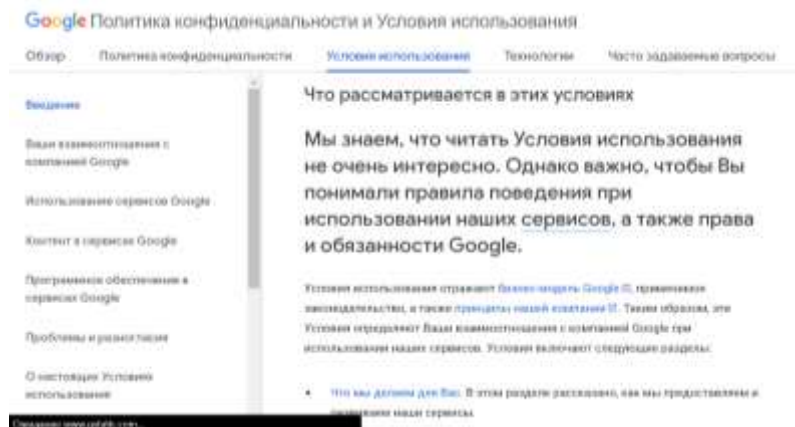 Google Политика конфиденциальности и Условия использования
Обзор Политика конфиденциальности Условия использования Технологии Часто задаваемые вопросы
Введение
Ваши взаимоотношения с
компанией Google
Использование сервисов Google
Контент в сервисах Google
Программное обеспечение в
сервисах Google
Проблемы и разногласия
О настоящих Условиях
использования
Что рассматривается в этих условиях
Мы знаем, что читать Условия использования
не очень интересно. Однако важно, чтобы Вы
понимали правила поведения при
использовании наших сервисов, а также права
и обязанности Google.
Условия использования отражают бизнес-модель Google, применимое
законодательство, а также принципы нашей компании. Таким образом, эти
Условия определяют Ваши взаимоотношения с компанией Google при
использовании наших сервисов. Условия включают следующие разделы:
• Что мы делаем для Вас. В этом разделе рассказано, как мы предоставляем и
развиваем наши сервисы.